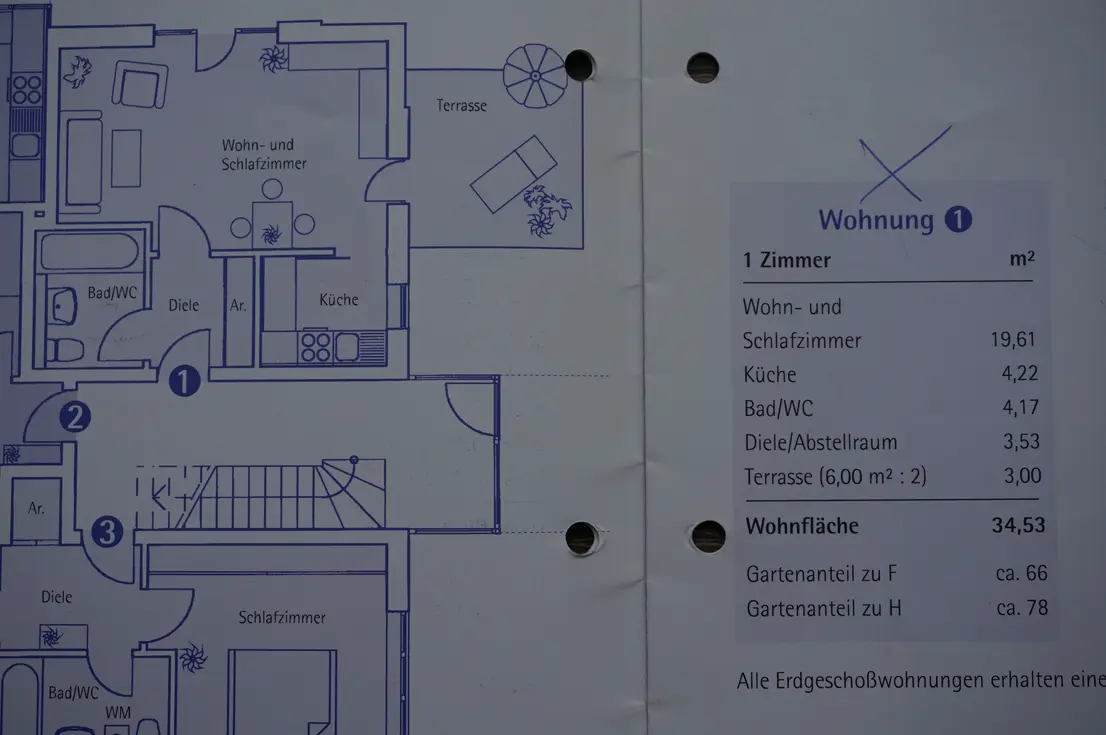 Terrasse
Wohn- und
Schlafzimmer
Bad/WC
Diele
Ar.
Küche
1
2
Ar.
3
Diele
Schlafzimmer
Bad/WC
WM
Wohnung 1
1 Zimmer m²
Wohn- und
Schlafzimmer 19,61
Küche 4,22
Bad/WC 4,17
Diele/Abstellraum 3,53
Terrasse (6,00 m² : 2) 3,00
Wohnfläche 34,53
Gartenanteil zu F ca. 66
Gartenanteil zu H ca. 78
Alle Erdgeschoßwohnungen erhalten eine